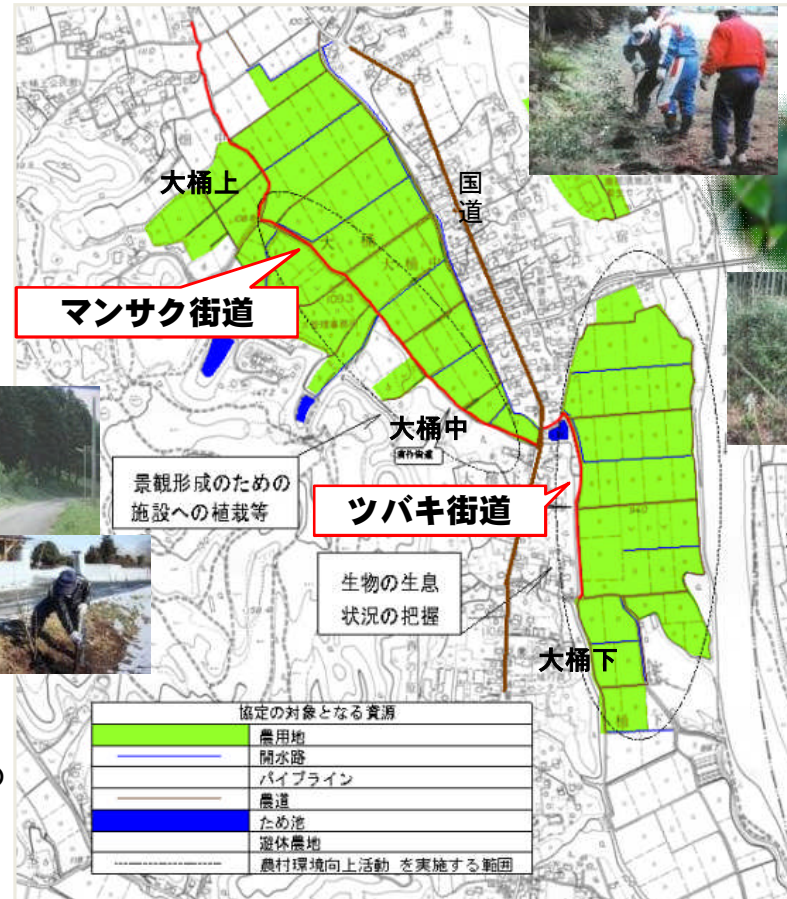 大桶上
国道
マンサク街道
大桶中
景観形成のための
施設への植栽等
ツバキ街道
生物の生息
状況の把握
大桶下
協定の対象となる資源
農用地
開水路
パイプライン
農道
ため池
遊休農地
農村環境向上活動 を実施する範囲
の